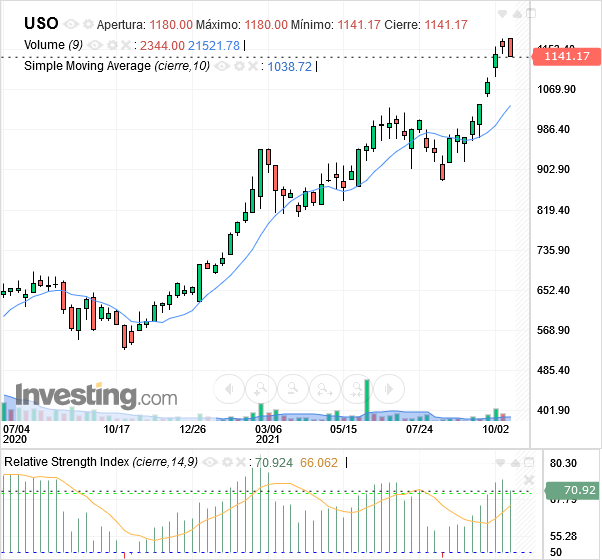 USO Apertura: 1180.00 Máximo: 1180.00 Mínimo: 1141.17 Cierre: 1141.17
Volume (9) : 2344.00 21521.78 |
Simple Moving Average (cierre,10) : 1038.72 |
1141.17
1069.90
986.40
902.90
819.40
735.90
652.40
568.90
485.40
401.90
Investing.com
07/04 10/17 12/26 03/06 05/15 07/24 10/02
2020 2021
Relative Strength Index (cierre,14,9) : 70.924 66.062 |
80.30
70.92
55.28
50